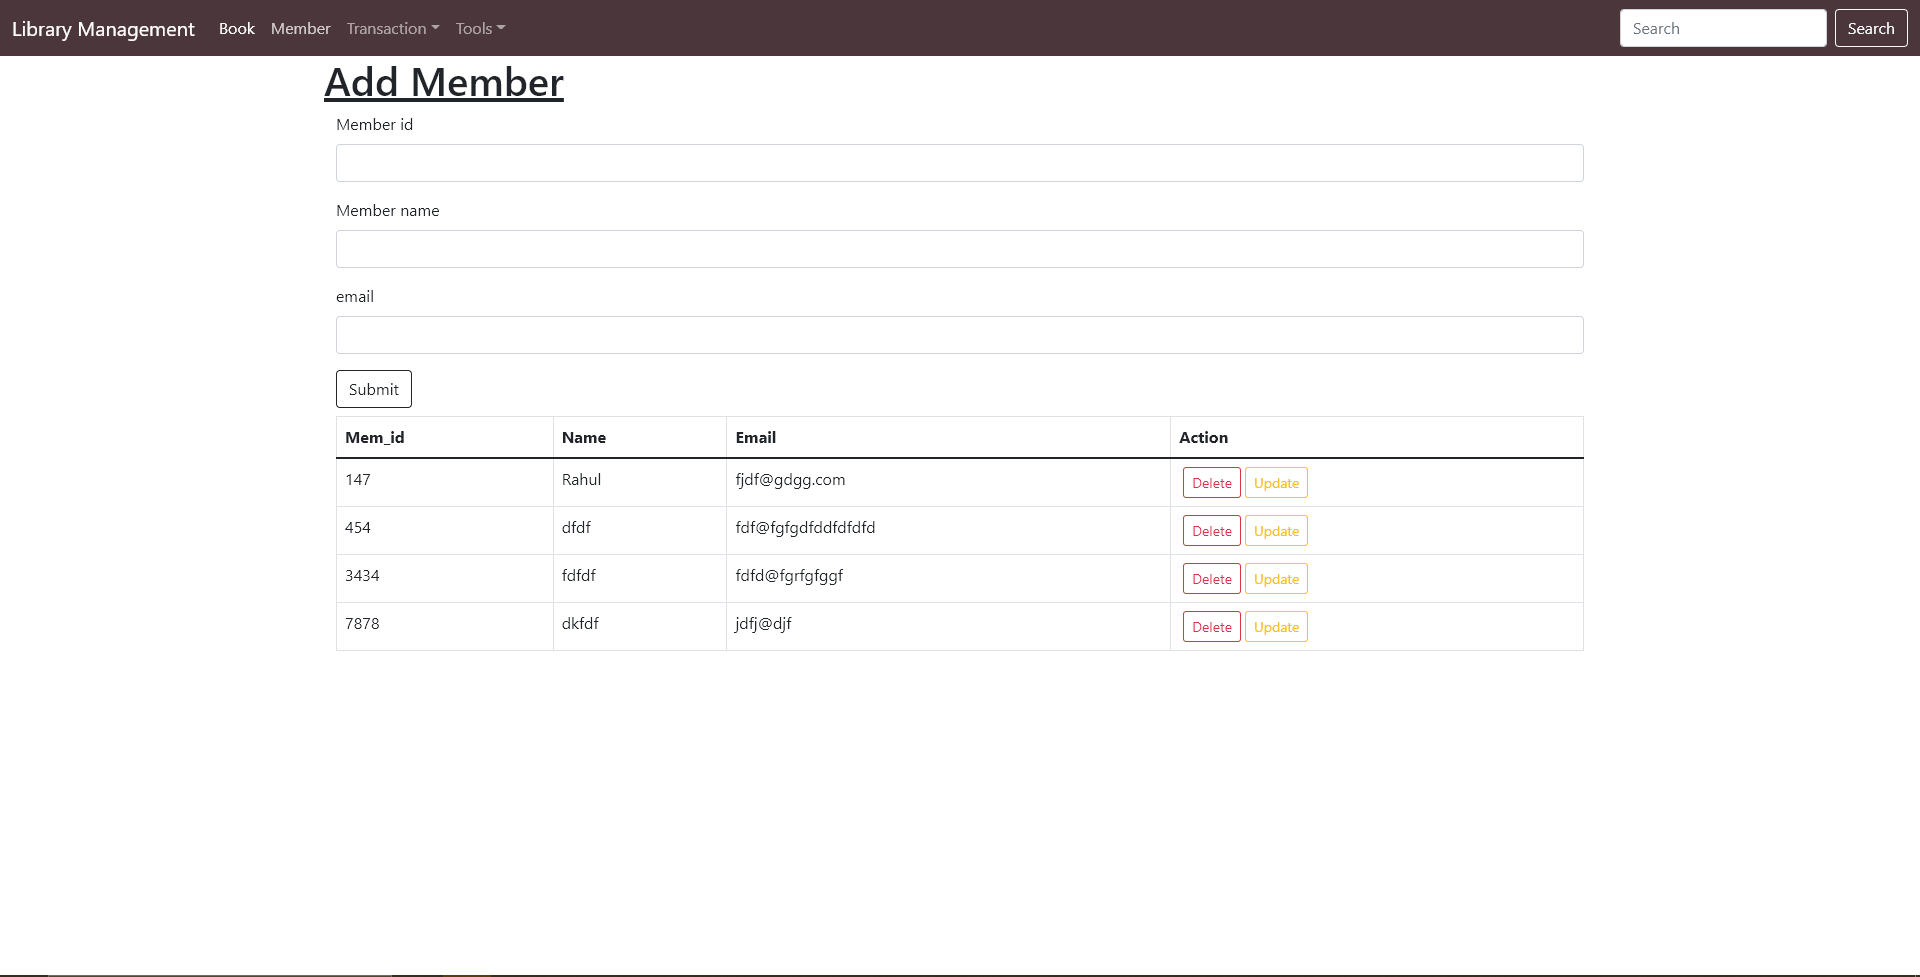 Library Management Book Member Transaction Tools Search Search
Add Member
Member id
Member name
email
Submit
Mem_id Name Email Action
147 Rahul fjdf@gdgg.com Delete Update
454 dfdf fdf@fgfgdfddfdfdfd Delete Update
3434 fdfdf fdfd@fgrfgfggf Delete Update
7878 dkfdf jdfj@djf Delete Update